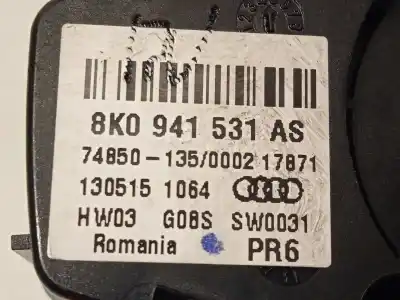 8K0 941 531 AS
74850-135/0002 17871
130515 1064
HW03 G08S SW0031
Romania PR6